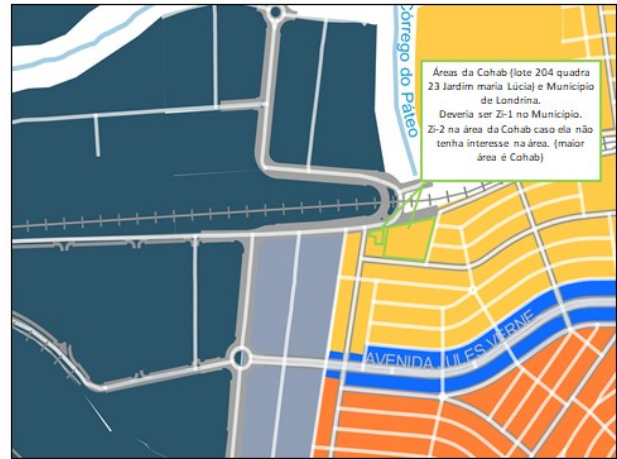 Córrego do Páteo
Áreas da Cohab (lote 204 quadra
23 Jardim maria Lúcia) e Município
de Londrina.
Deveria ser Zi-1 no Município.
Zi-2 na área da Cohab caso ela não
tenha interesse na área. (maior
área é Cohab)
AVENIDA JULES VERNE